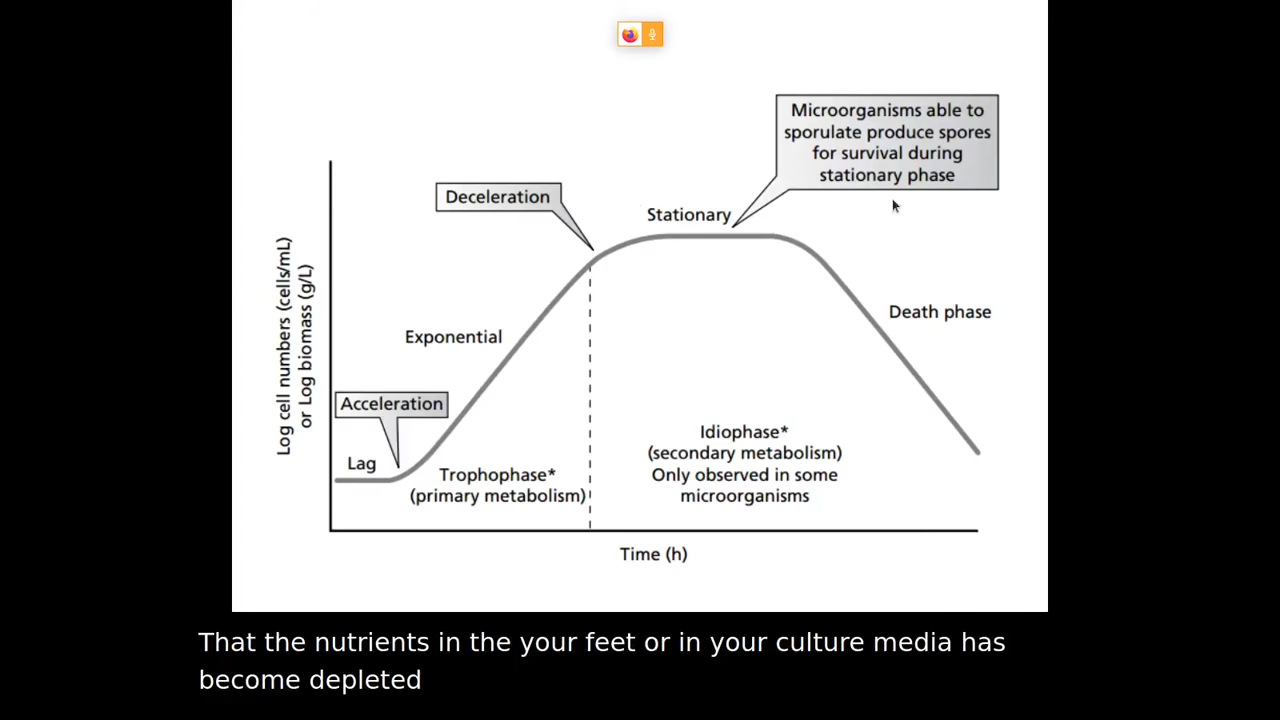 Microorganisms able to
sporulate produce spores
for survival during
stationary phase
Deceleration
Stationary
Log cell numbers (cells/mL)
or Log biomass (g/L)
Death phase
Exponential
Acceleration
Lag
Trophophase*
(primary metabolism)
Idiophase*
(secondary metabolism)
Only observed in some
microorganisms
Time (h)
That the nutrients in the your feet or in your culture media has
become depleted